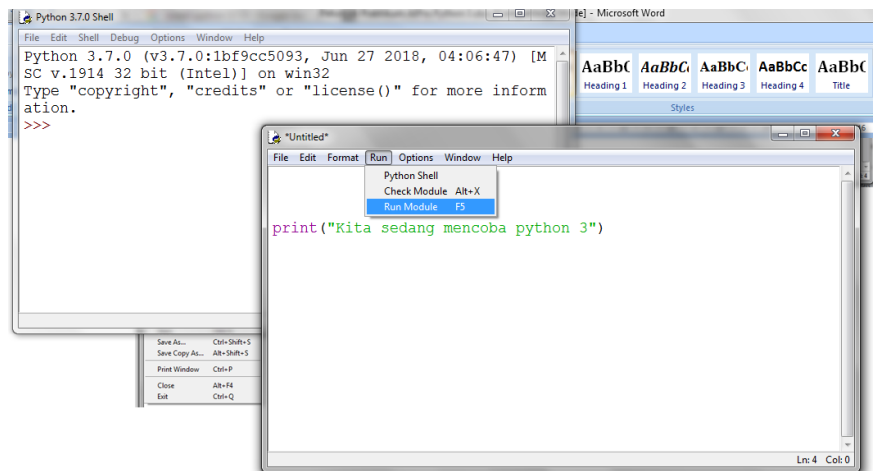 Python 3.7.0 Shell
File Edit Shell Debug Options Window Help
Python 3.7.0 (v3.7.0:1bf9cc5093, Jun 27 2018, 04:06:47) [M
SC v.1914 32 bit (Intel)] on win32
Type "copyright", "credits" or "license()" for more inform
ation.
>>>
de] - Microsoft Word
AaBbC AaBbCc AaBbC AaBbCc AaBbC
Heading 1 Heading 2 Heading 3 Heading 4 Title
Styles
*Untitled*
File Edit Format Run Options Window Help
Python Shell
Check Module Alt+X
Run Module F5
print("Kita sedang mencoba python 3")
Save As... Ctrl+Shift+S
Save Copy As... Alt+Shift+S
Print Window Ctrl+P
Close Alt+F4
Exit Ctrl+Q
Ln: 4 Col: 0